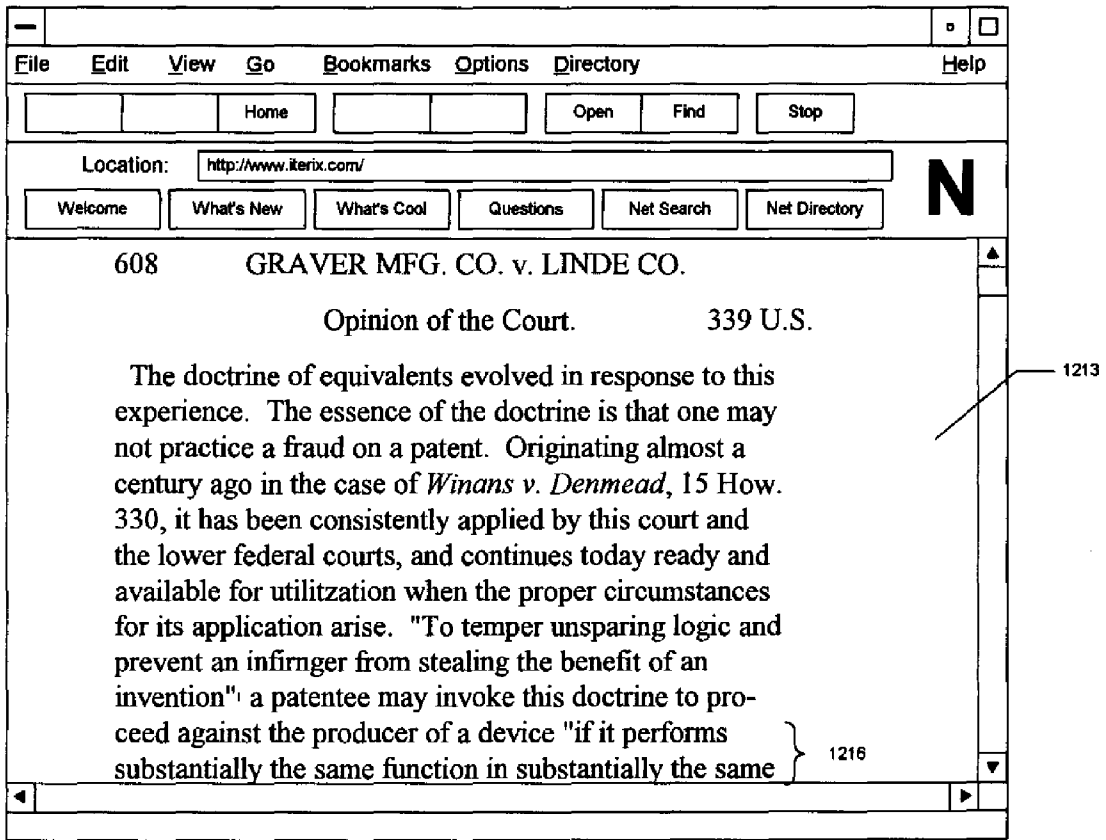 File Edit View Go Bookmarks Options Directory Help
Home Open Find Stop
Location: http://www.iterix.com/
N
Welcome What's New What's Cool Questions Net Search Net Directory
608 GRAVER MFG. CO. v. LINDE CO.
Opinion of the Court. 339 U.S.
The doctrine of equivalents evolved in response to this
1213
experience. The essence of the doctrine is that one may
not practice a fraud on a patent. Originating almost a
century ago in the case of Winans v. Denmead, 15 How.
330, it has been consistently applied by this court and
the lower federal courts, and continues today ready and
available for utilitzation when the proper circumstances
for its application arise. "To temper unsparing logic and
prevent an infirnger from stealing the benefit of an
invention"¹ a patentee may invoke this doctrine to pro-
ceed against the producer of a device "if it performs
1216
substantially the same function in substantially the same